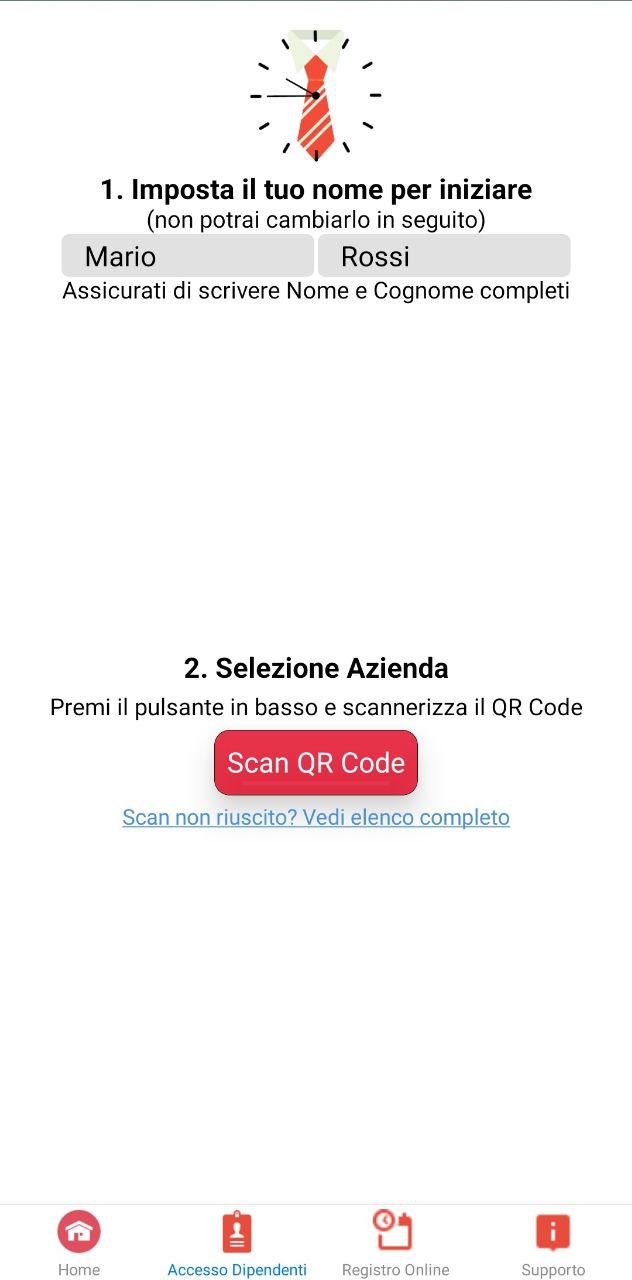 1. Imposta il tuo nome per iniziare
(non potrai cambiarlo in seguito)
Mario Rossi
Assicurati di scrivere Nome e Cognome completi
2. Selezione Azienda
Premi il pulsante in basso e scannerizza il QR Code
Scan QR Code
Scan non riuscito? Vedi elenco completo
Home Accesso Dipendenti Registro Online Supporto